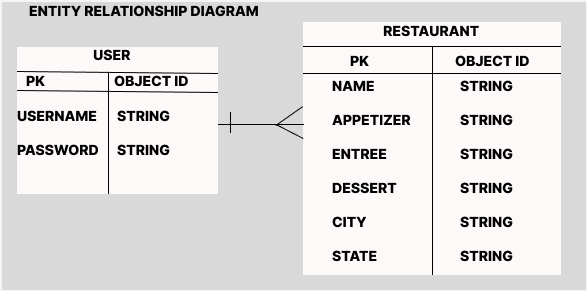 ENTITY RELATIONSHIP DIAGRAM
USER
PK OBJECT ID
USERNAME STRING
PASSWORD STRING
RESTAURANT
PK OBJECT ID
NAME STRING
APPETIZER STRING
ENTREE STRING
DESSERT STRING
CITY STRING
STATE STRING